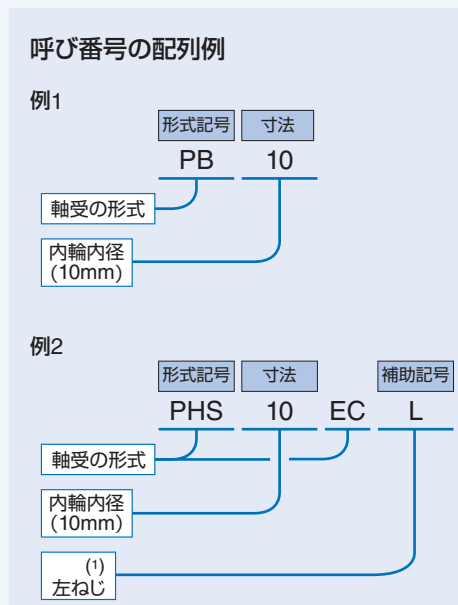 呼び番号の配列例
例1
形式記号 寸法
PB 10
軸受の形式
内輪内径
(10mm)
例2
形式記号 寸法 補助記号
PHS 10 EC L
軸受の形式
内輪内径
(10mm)
(1)
左ねじ